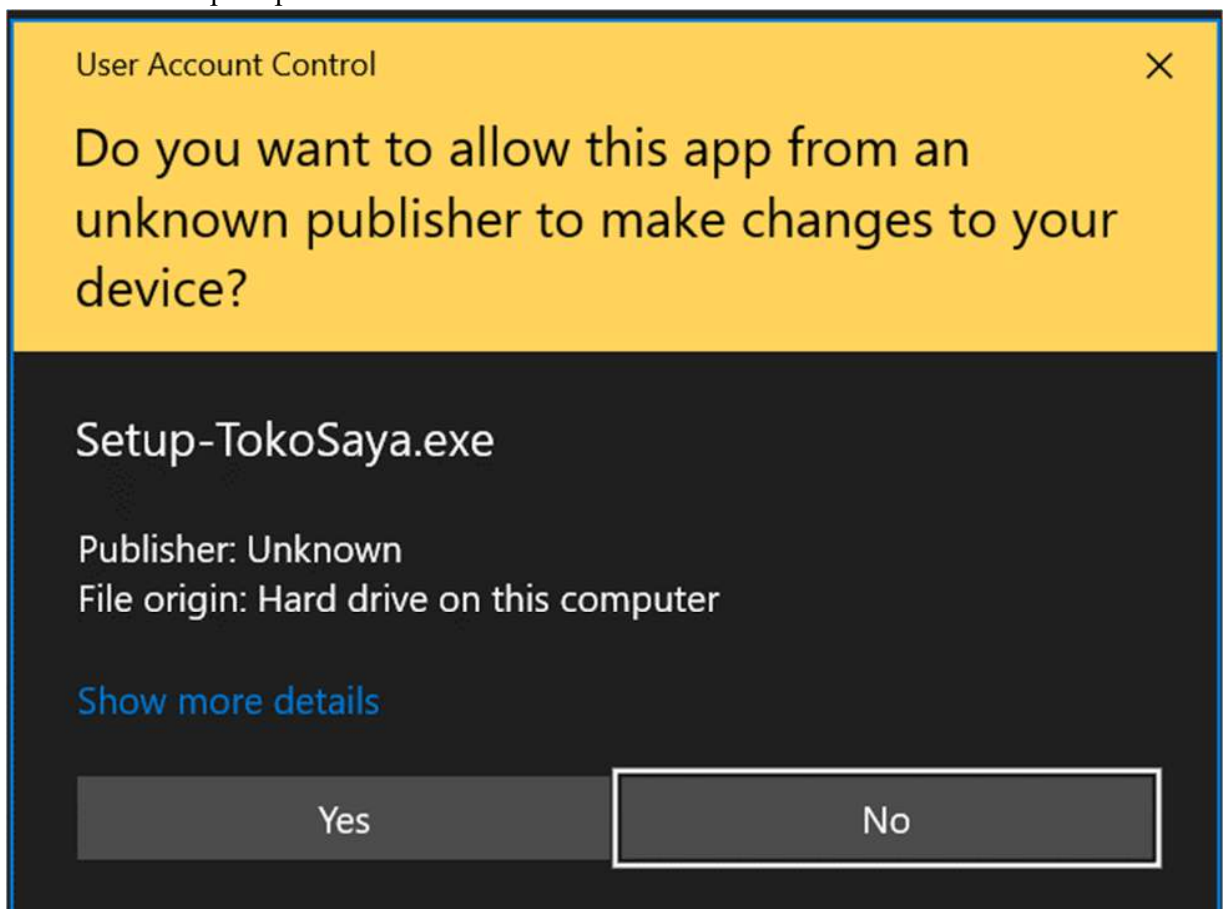 User Account Control
Do you want to allow this app from an
unknown publisher to make changes to your
device?
Setup-TokoSaya.exe
Publisher: Unknown
File origin: Hard drive on this computer
Show more details
Yes
No